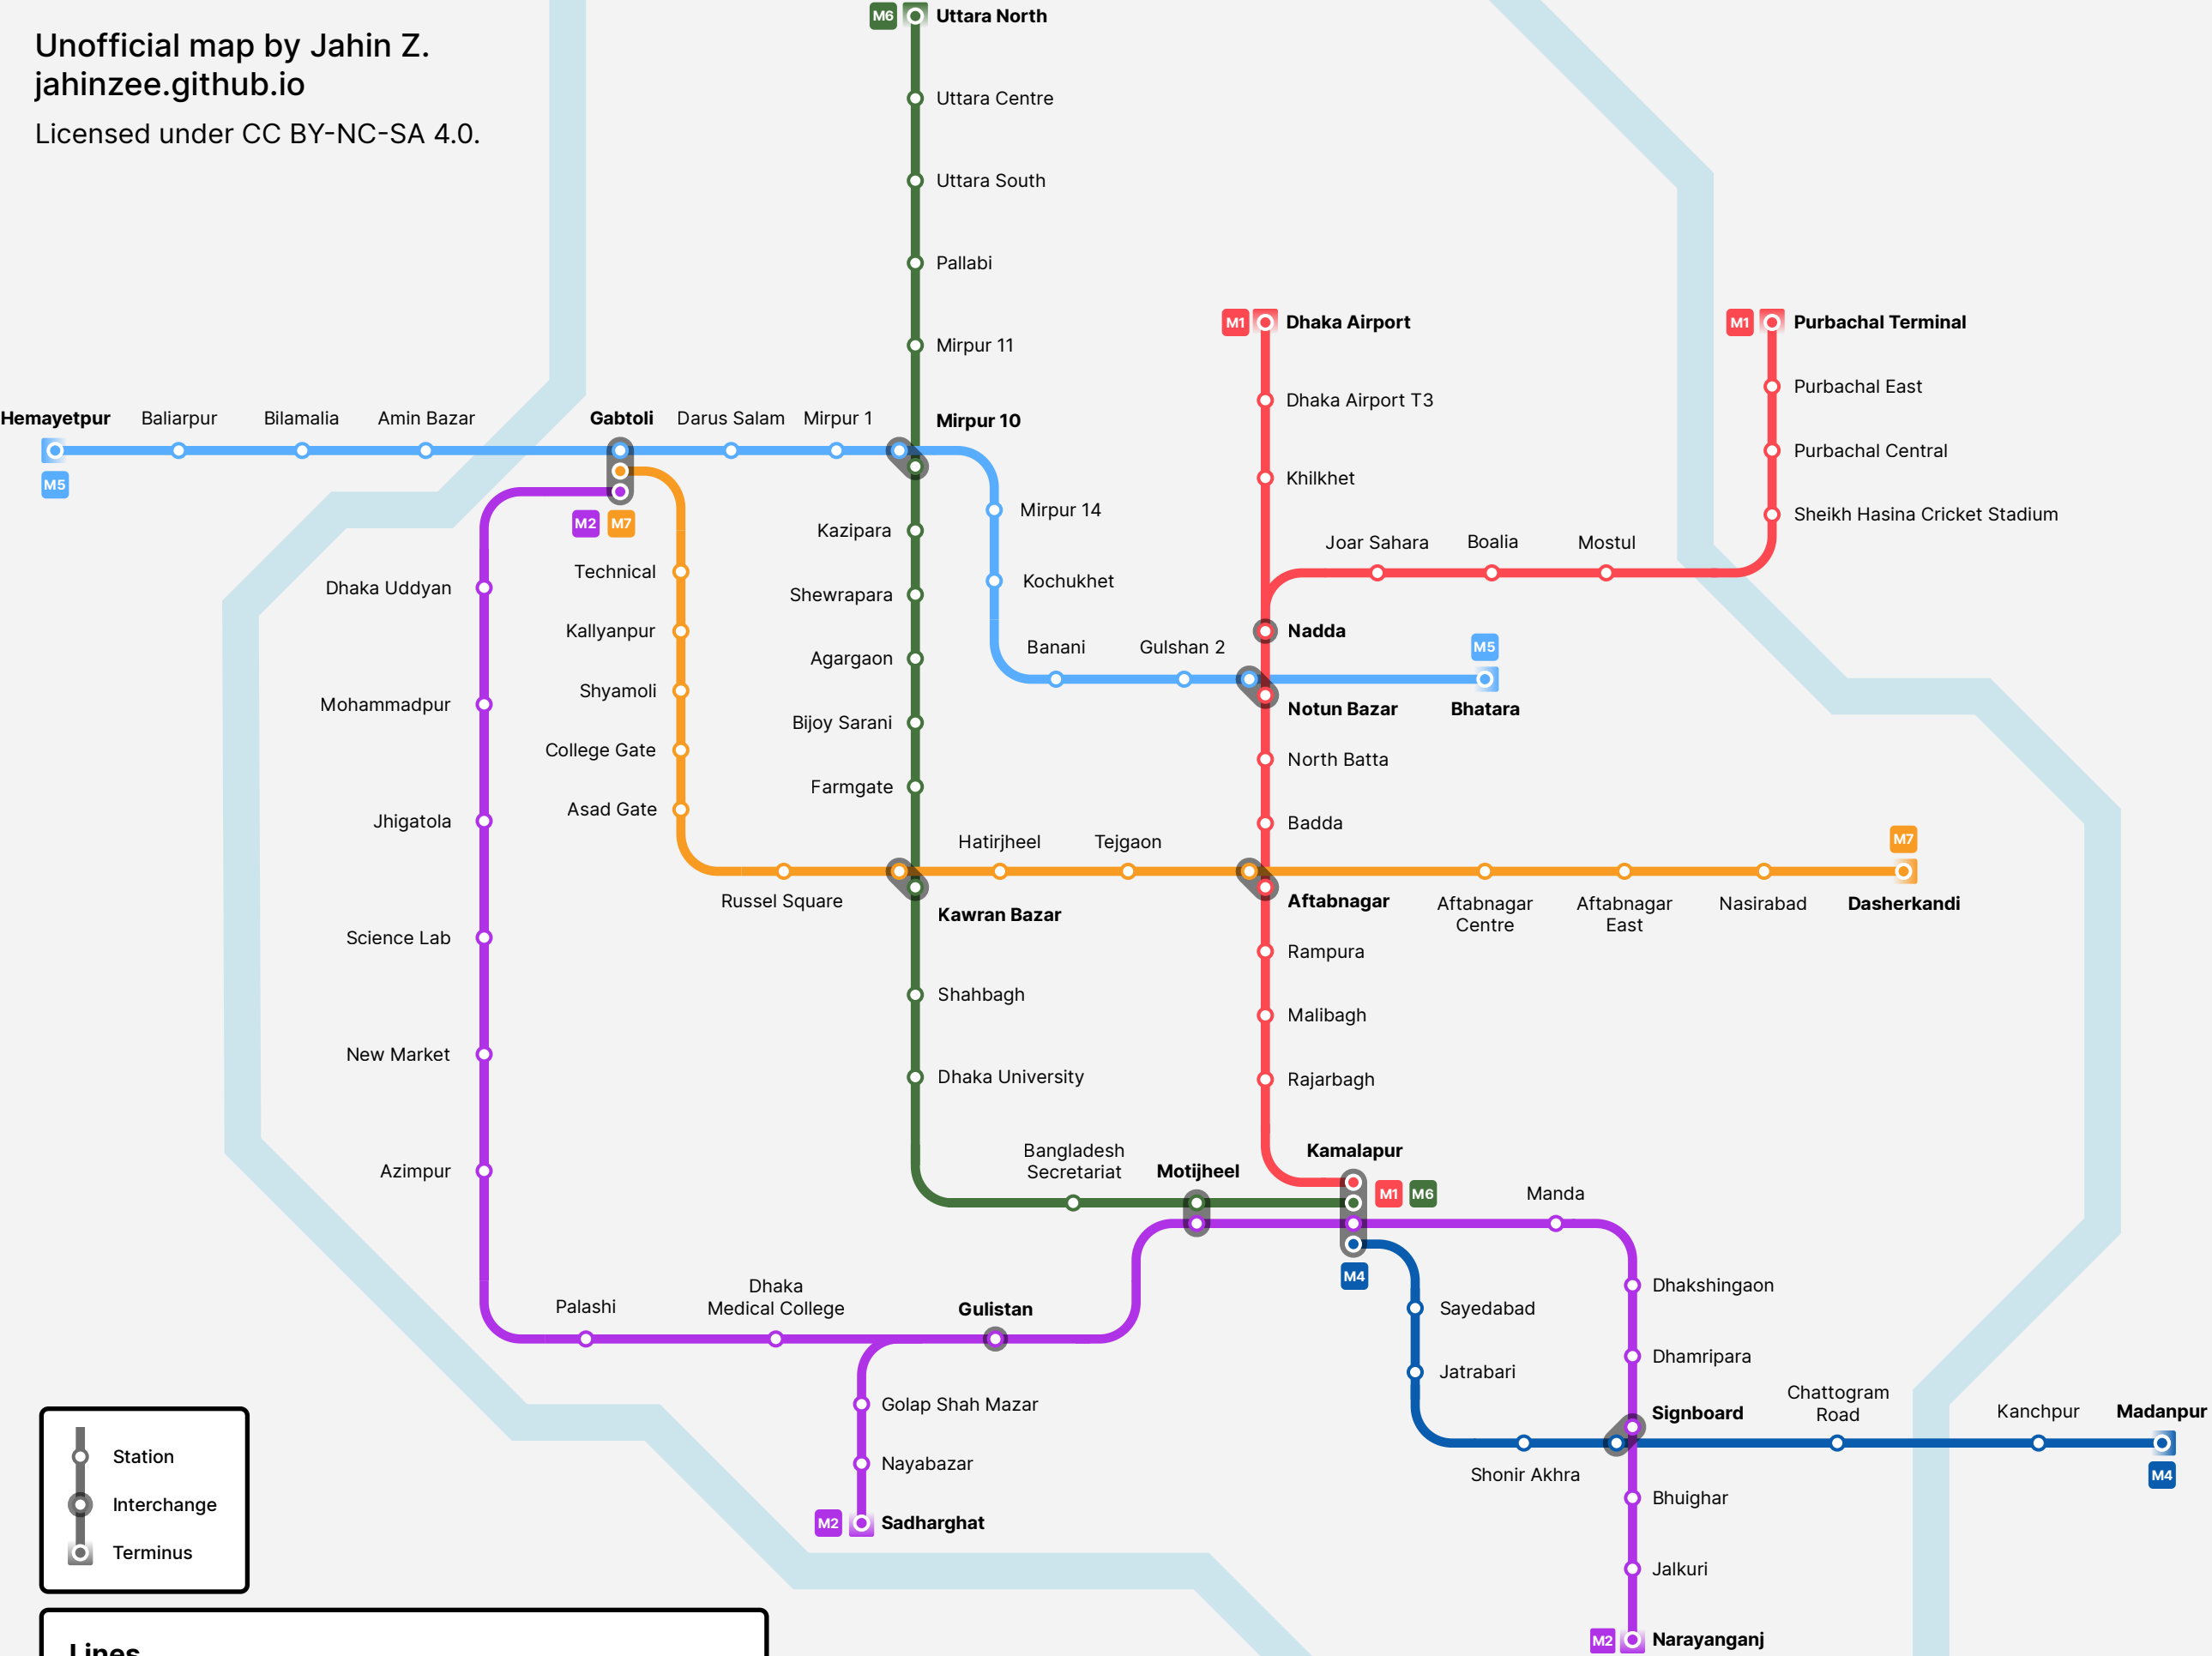 Unofficial map by Jahin Z.
jahinzee.github.io
Licensed under CC BY-NC-SA 4.0.
M6 Uttara North
Uttara Centre
Uttara South
Pallabi
Mirpur 11
M1 Dhaka Airport
M1 Purbachal Terminal
Dhaka Airport T3
Purbachal East
Hemayetpur
Baliarpur
Bilamalia
Amin Bazar
Gabtoli
Darus Salam
Mirpur 1
Mirpur 10
Purbachal Central
Khilkhet
M5
M2 M7
Mirpur 14
Sheikh Hasina Cricket Stadium
Kazipara
Joar Sahara
Boalia
Mostul
Technical
Kochukhet
Dhaka Uddyan
Shewrapara
Kallyanpur
Nadda
Agargaon
Banani
Gulshan 2
M5
Shyamoli
Mohammadpur
Notun Bazar
Bhatara
Bijoy Sarani
College Gate
North Batta
Farmgate
Asad Gate
Jhigatola
Badda
Hatirjheel
Tejgaon
M7
Russel Square
Kawran Bazar
Aftabnagar
Aftabnagar
Centre
Aftabnagar
East
Nasirabad
Dasherkandi
Science Lab
Rampura
Shahbagh
Malibagh
New Market
Dhaka University
Rajarbagh
Azimpur
Bangladesh
Secretariat
Motijheel
Kamalapur
M1 M6
Manda
M4
Palashi
Dhaka
Medical College
Gulistan
Sayedabad
Dhakshingaon
Jatrabari
Dhamripara
Golap Shah Mazar
Signboard
Chattogram
Road
Kanchpur
Madanpur
Nayabazar
Shonir Akhra
M4
Bhuighar
M2 Sadharghat
Jalkuri
M2 Narayanganj
Station
Interchange
Terminus
Lines